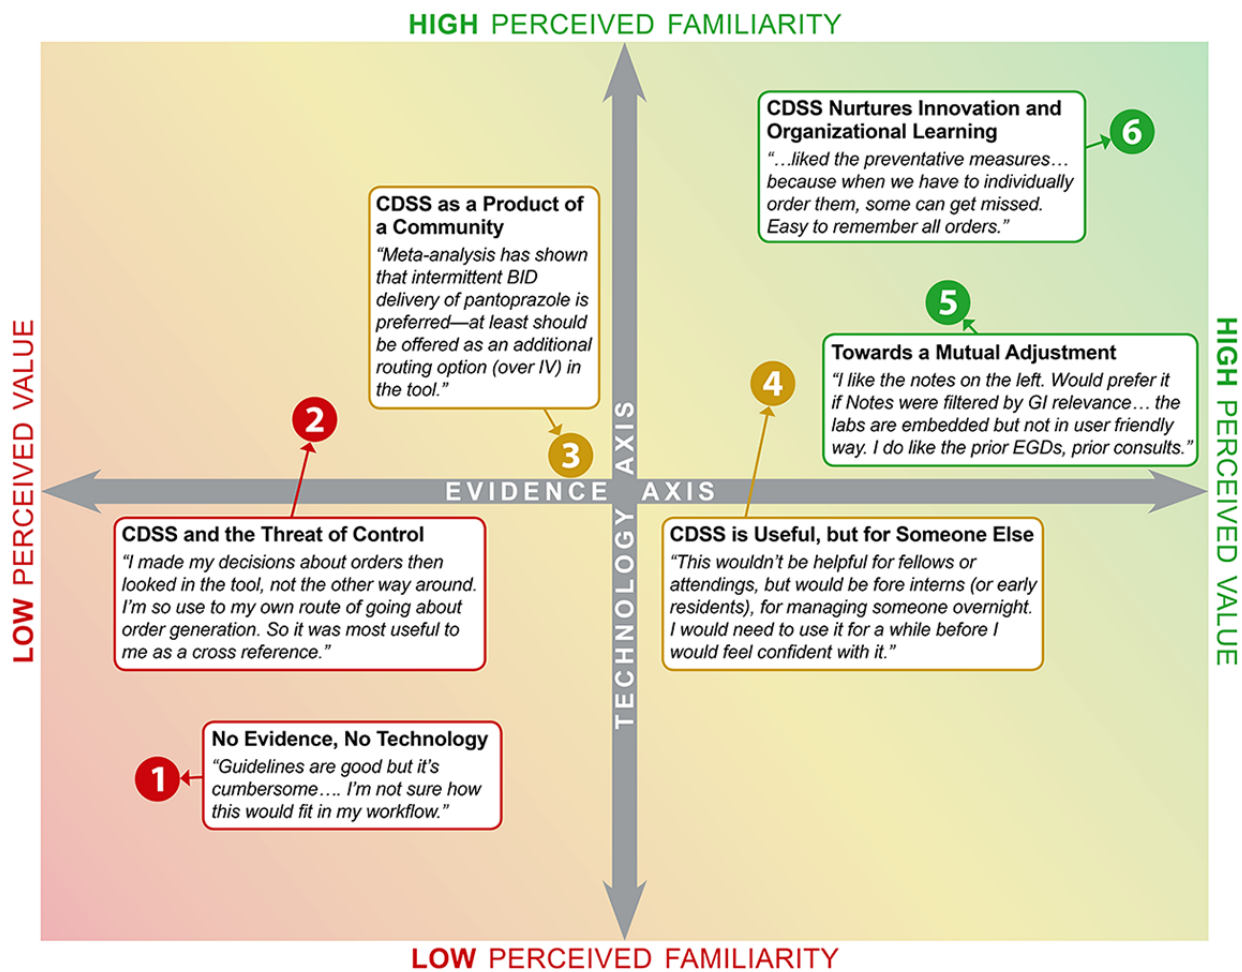 HIGH PERCEIVED FAMILIARITY
CDSS Nurtures Innovation and
Organizational Learning
“…liked the preventative measures…
because when we have to individually
order them, some can get missed.
Easy to remember all orders.”
6
CDSS as a Product of
a Community
“Meta-analysis has shown
that intermittent BID
delivery of pantoprazole is
preferred—at least should
be offered as an additional
routing option (over IV) in
the tool.”
5
Towards a Mutual Adjustment
“I like the notes on the left. Would prefer it
if Notes were filtered by GI relevance… the
labs are embedded but not in user friendly
way. I do like the prior EGDs, prior consults.”
4
2
3
LOW PERCEIVED VALUE
HIGH PERCEIVED VALUE
EVIDENCE AXIS
TECHNOLOGY AXIS
CDSS and the Threat of Control
“I made my decisions about orders then
looked in the tool, not the other way around.
I’m so use to my own route of going about
order generation. So it was most useful to
me as a cross reference.”
CDSS is Useful, but for Someone Else
“This wouldn’t be helpful for fellows or
attendings, but would be fore interns (or early
residents), for managing someone overnight.
I would need to use it for a while before I
would feel confident with it.”
1
No Evidence, No Technology
“Guidelines are good but it’s
cumbersome…. I’m not sure how
this would fit in my workflow.”
LOW PERCEIVED FAMILIARITY